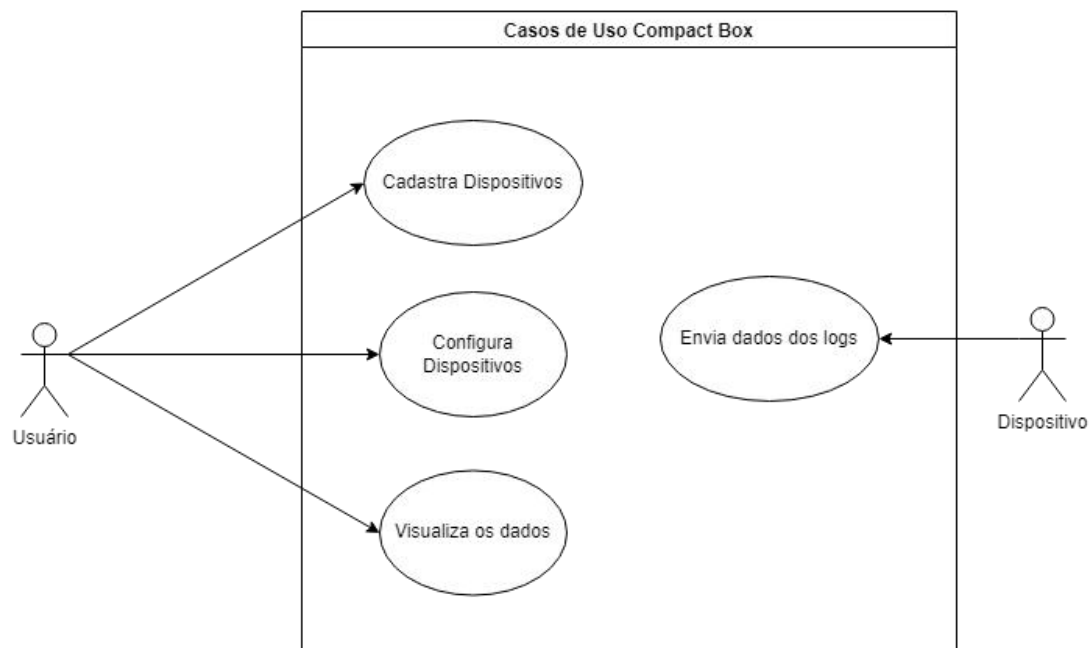 Casos de Uso Compact Box
Cadastra Dispositivos
Configura
Dispositivos
Envia dados dos logs
Usuário
Dispositivo
Visualiza os dados